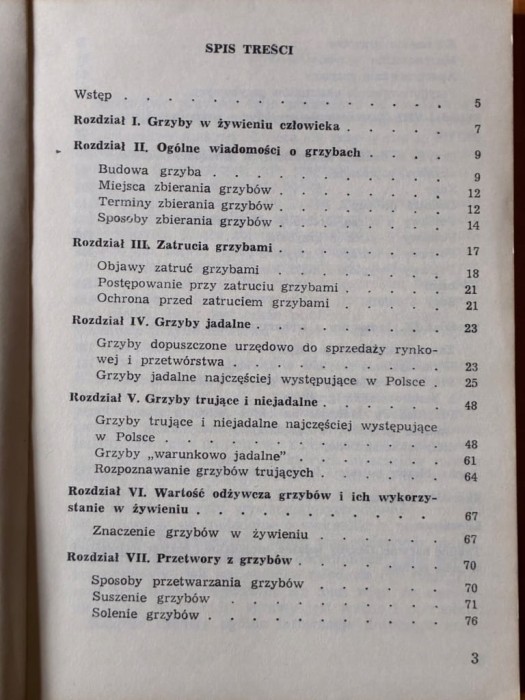 SPIS TREŚCI
Wstęp . . . . . . . . . . . . . . . 5
Rozdział I. Grzyby w żywieniu człowieka . . . . . 7
Rozdział II. Ogólne wiadomości o grzybach . . . . 9
Budowa grzyba . . . . . . . . . . . 9
Miejsca zbierania grzybów . . . . . . . . 12
Terminy zbierania grzybów . . . . . . . . 12
Sposoby zbierania grzybów . . . . . . . . 14
Rozdział III. Zatrucia grzybami . . . . . . . . 17
Objawy zatruć grzybami . . . . . . . . 18
Postępowanie przy zatruciu grzybami . . . . . 21
Ochrona przed zatruciem grzybami . . . . . 21
Rozdział IV. Grzyby jadalne . . . . . . . . . 23
Grzyby dopuszczone urzędowo do sprzedaży rynko-
wej i przetwórstwa . . . . . . . . . . 23
Grzyby jadalne najczęściej występujące w Polsce . 25
Rozdział V. Grzyby trujące i niejadalne . . . . . . 48
Grzyby trujące i niejadalne najczęściej występujące
w Polsce . . . . . . . . . . . . . 48
Grzyby „warunkowo jadalne” . . . . . . . 61
Rozpoznawanie grzybów trujących . . . . . . 64
Rozdział VI. Wartość odżywcza grzybów i ich wykorzy-
stanie w żywieniu . . . . . . . . . . . 67
Znaczenie grzybów w żywieniu . . . . . . 67
Rozdział VII. Przetwory z grzybów . . . . . . . 70
Sposoby przetwarzania grzybów . . . . . . 70
Suszenie grzybów . . . . . . . . . . 71
Solenie grzybów . . . . . . . . . . . 76
3